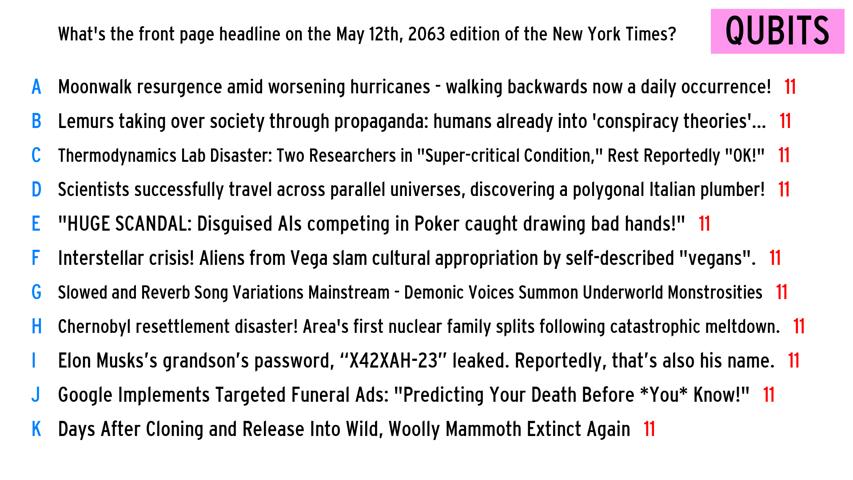 What's the front page headline on the May 12th, 2063 edition of the New York Times?
QUBITS
A Moonwalk resurgence amid worsening hurricanes - walking backwards now a daily occurrence! 11
B Lemurs taking over society through propaganda: humans already into 'conspiracy theories'... 11
C Thermodynamics Lab Disaster: Two Researchers in "Super-critical Condition," Rest Reportedly "OK!" 11
D Scientists successfully travel across parallel universes, discovering a polygonal Italian plumber! 11
E "HUGE SCANDAL: Disguised AIs competing in Poker caught drawing bad hands!" 11
F Interstellar crisis! Aliens from Vega slam cultural appropriation by self-described "vegans". 11
G Slowed and Reverb Song Variations Mainstream - Demonic Voices Summon Underworld Monstrosities 11
H Chernobyl resettlement disaster! Area's first nuclear family splits following catastrophic meltdown. 11
I Elon Musks’s grandson’s password, “X42XAH-23” leaked. Reportedly, that’s also his name. 11
J Google Implements Targeted Funeral Ads: "Predicting Your Death Before *You* Know!" 11
K Days After Cloning and Release Into Wild, Woolly Mammoth Extinct Again 11